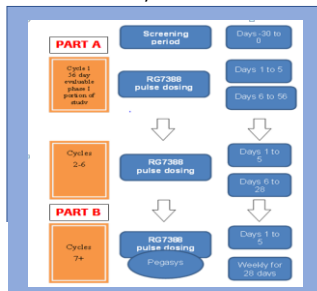 PART A
Screening
period
Days -30 to
0
Cycle 1
56 day
evaluable
phase I
portion of
study
RG7388
pulse dosing
Days 1 to 5
Days 6 to 56
Cycles
2-6
RG7388
pulse dosing
Days 1 to
5
Days 6 to
28
PART B
Cycles
7+
RG7388
pulse dosing
Pegasys
Days 1 to
5
Weekly for
28 days